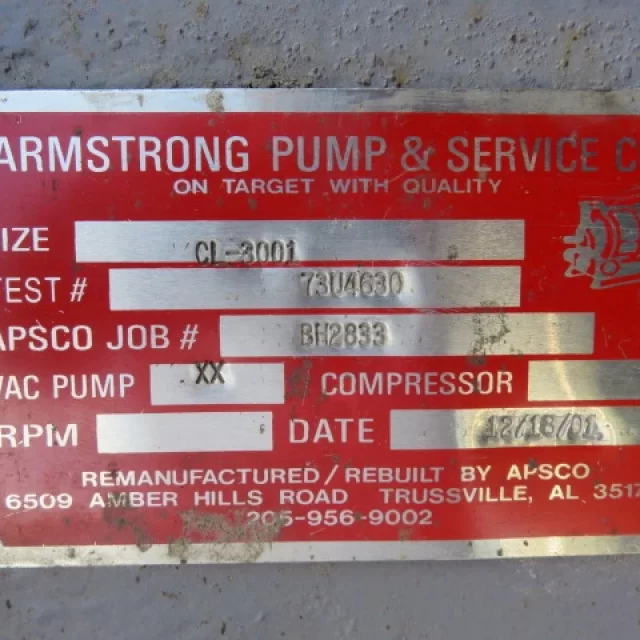 ARMSTRONG PUMP & SERVICE C
ON TARGET WITH QUALITY
IZE CL-3001
TEST # 73U4630
APSCO JOB # BH2833
VAC PUMP XX COMPRESSOR
RPM DATE 12/18/01
REMANUFACTURED/REBUILT BY APSCO
6509 AMBER HILLS ROAD TRUSSVILLE, AL 3517
205-956-9002